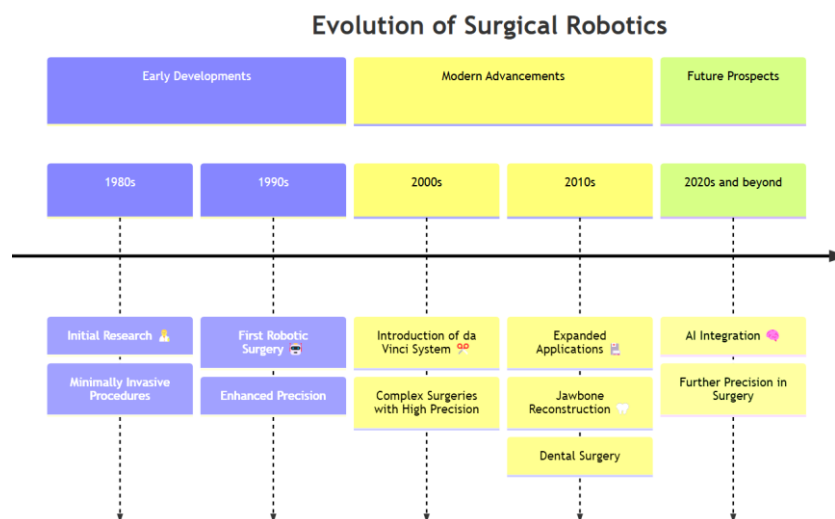 Evolution of Surgical Robotics
Early Developments
Modern Advancements
Future Prospects
1980s
1990s
2000s
2010s
2020s and beyond
Initial Research
Minimally Invasive
Procedures
First Robotic
Surgery
Enhanced Precision
Introduction of da
Vinci System
Complex Surgeries
with High Precision
Expanded
Applications
Jawbone
Reconstruction
Dental Surgery
AI Integration
Further Precision in
Surgery